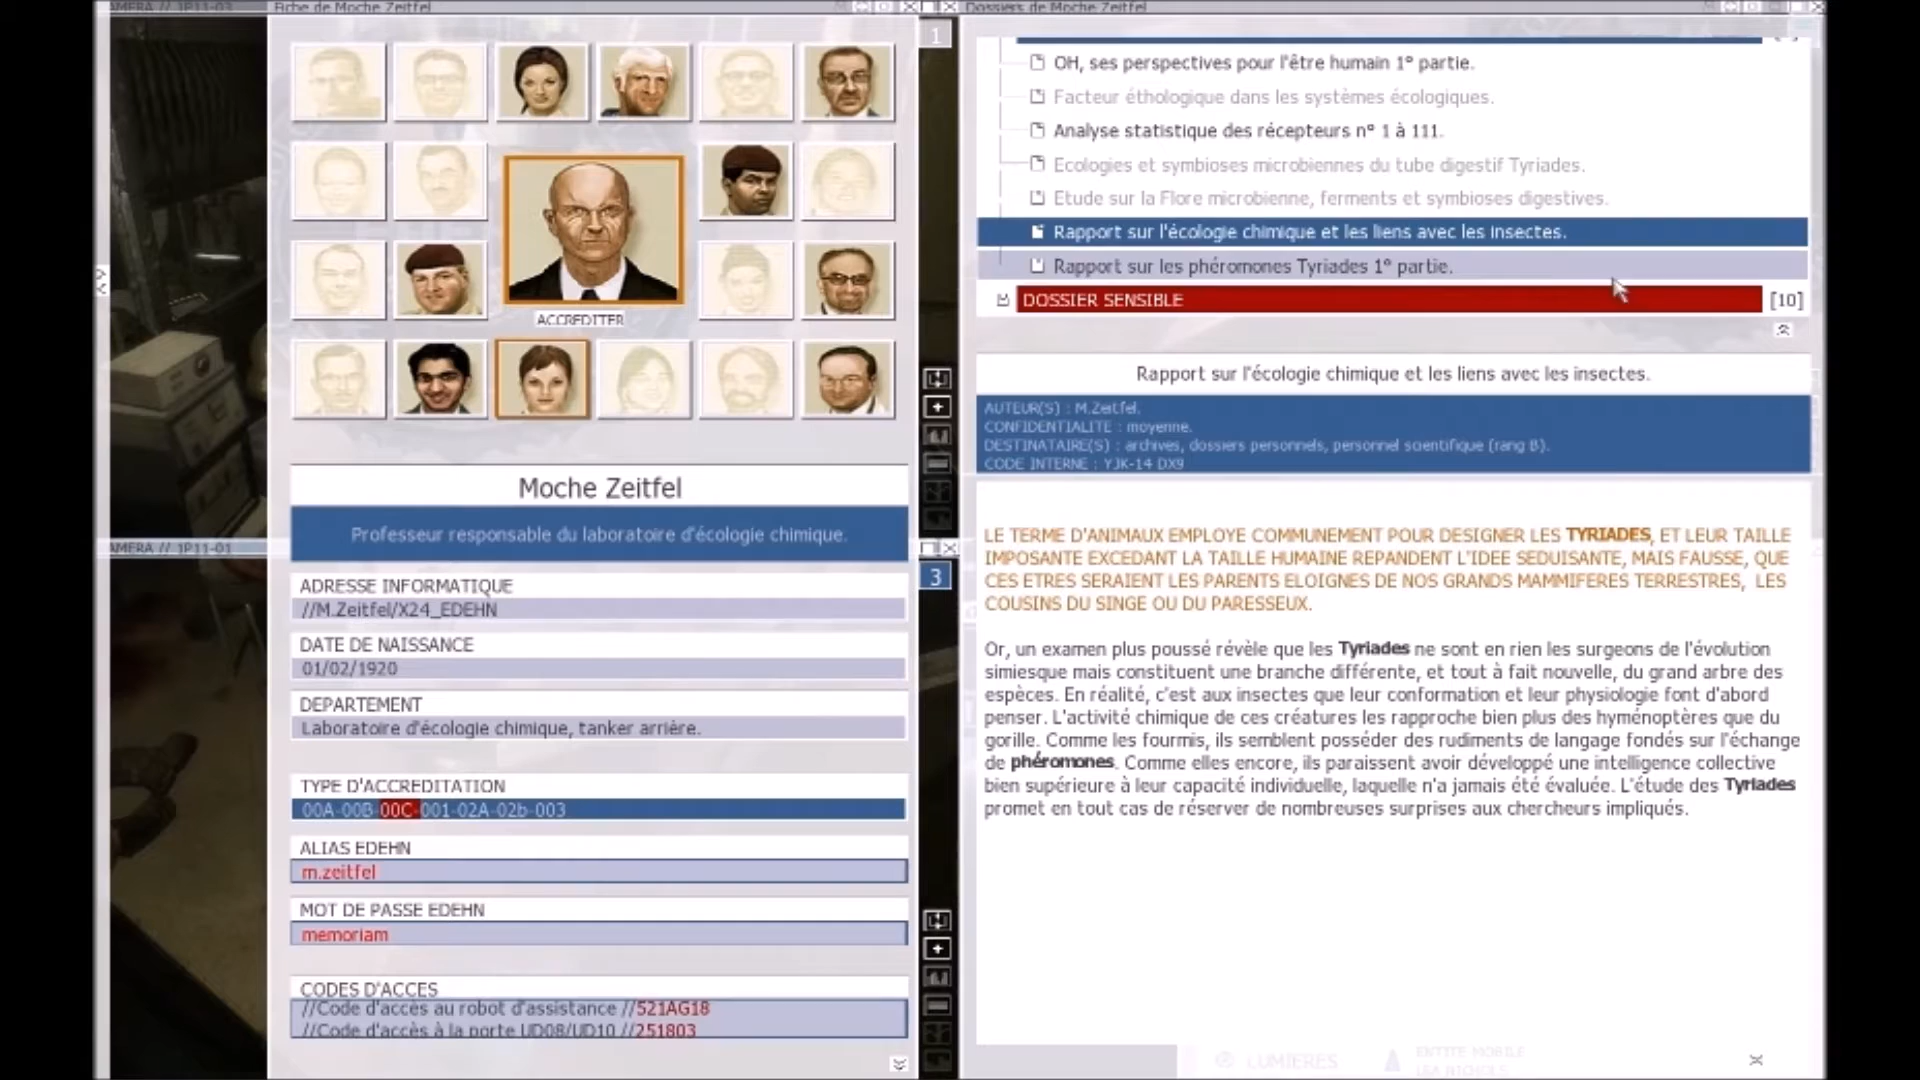 AMERA // 1P11-03
Fiche de Moche Zeitfel
ACCREDITER
Moche Zeitfel
Professeur responsable du laboratoire d'écologie chimique.
ADRESSE INFORMATIQUE
//M.Zeitfel/X24_EDEHN
DATE DE NAISSANCE
01/02/1920
DEPARTEMENT
Laboratoire d'écologie chimique, tanker arrière.
TYPE D'ACCREDITATION
00A-00B-00C-001-02A-02b-003
ALIAS EDEHN
m.zeitfel
MOT DE PASSE EDEHN
memoriam
CODES D'ACCES
//Code d'accès au robot d'assistance //521AG18
//Code d'accès à la porte UD08/UD10 //251803
AMERA // 1P11-01
1
3
Dossiers de Moche Zeitfel
OH, ses perspectives pour l'être humain 1° partie.
Facteur éthologique dans les systèmes écologiques.
Analyse statistique des récepteurs n° 1 à 111.
Ecologies et symbioses microbiennes du tube digestif Tyriades.
Etude sur la Flore microbienne, ferments et symbioses digestives.
Rapport sur l'écologie chimique et les liens avec les insectes.
Rapport sur les phéromones Tyriades 1° partie.
DOSSIER SENSIBLE [10]
Rapport sur l'écologie chimique et les liens avec les insectes.
AUTEUR(S) : M.Zeitfel.
CONFIDENTIALITE : moyenne.
DESTINATAIRE(S) : archives, dossiers personnels, personnel scientifique (rang B).
CODE INTERNE : YJK-14 DX9
LE TERME D'ANIMAUX EMPLOYE COMMUNEMENT POUR DESIGNER LES TYRIADES, ET LEUR TAILLE
IMPOSANTE EXCEDANT LA TAILLE HUMAINE REPANDENT L'IDEE SEDUISANTE, MAIS FAUSSE, QUE
CES ETRES SERAIENT LES PARENTS ELOIGNES DE NOS GRANDS MAMMIFERES TERRESTRES, LES
COUSINS DU SINGE OU DU PARESSEUX.
Or, un examen plus poussé révèle que les Tyriades ne sont en rien les surgeons de l'évolution
simiesque mais constituent une branche différente, et tout à fait nouvelle, du grand arbre des
espèces. En réalité, c'est aux insectes que leur conformation et leur physiologie font d'abord
penser. L'activité chimique de ces créatures les rapproche bien plus des hyménoptères que du
gorille. Comme les fourmis, ils semblent posséder des rudiments de langage fondés sur l'échange
de phéromones. Comme elles encore, ils paraissent avoir développé une intelligence collective
bien supérieure à leur capacité individuelle, laquelle n'a jamais été évaluée. L'étude des Tyriades
promet en tout cas de réserver de nombreuses surprises aux chercheurs impliqués.
LUMIERES
ENTITE MOBILE
LEA NICHOLS